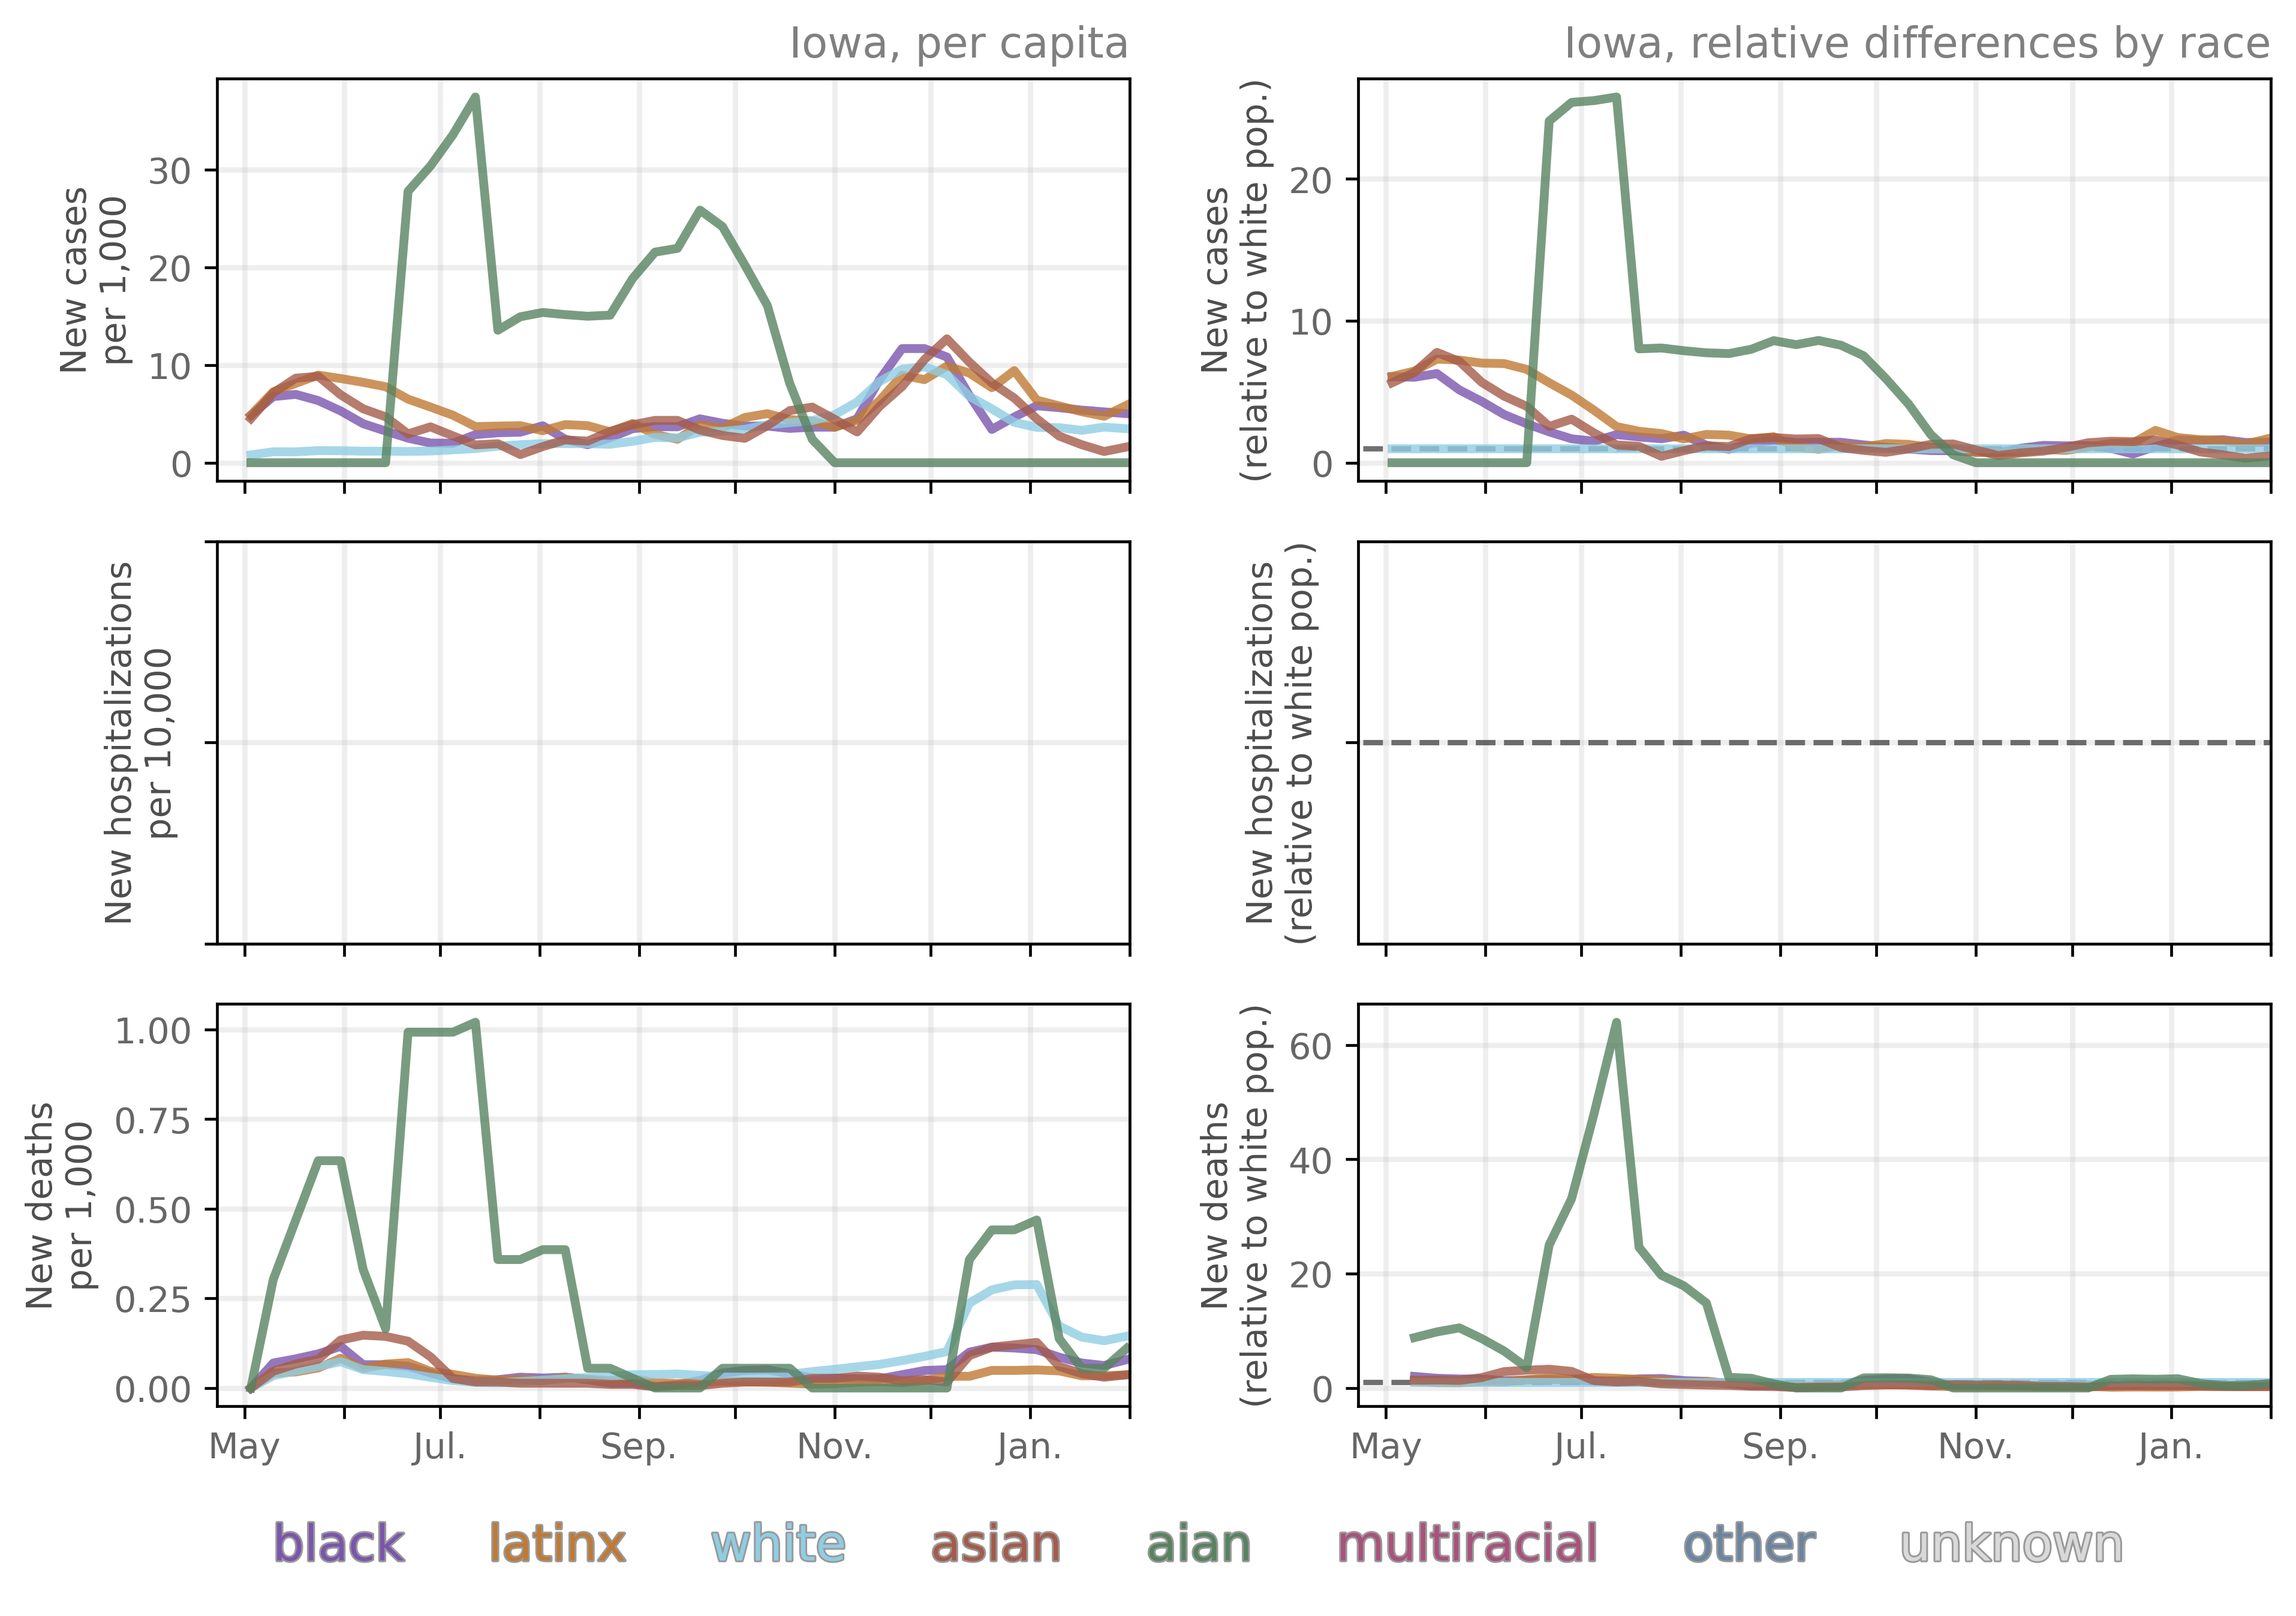 Iowa, per capita
Iowa, relative differences by race
New cases
per 1,000
30
20
10
0
New cases
(relative to white pop.)
20
10
0
New hospitalizations
per 10,000
New hospitalizations
(relative to white pop.)
New deaths
per 1,000
1.00
0.75
0.50
0.25
0.00
May
Jul.
Sep.
Nov.
Jan.
New deaths
(relative to white pop.)
60
40
20
0
May
Jul.
Sep.
Nov.
Jan.
black
latinx
white
asian
aian
multiracial
other
unknown